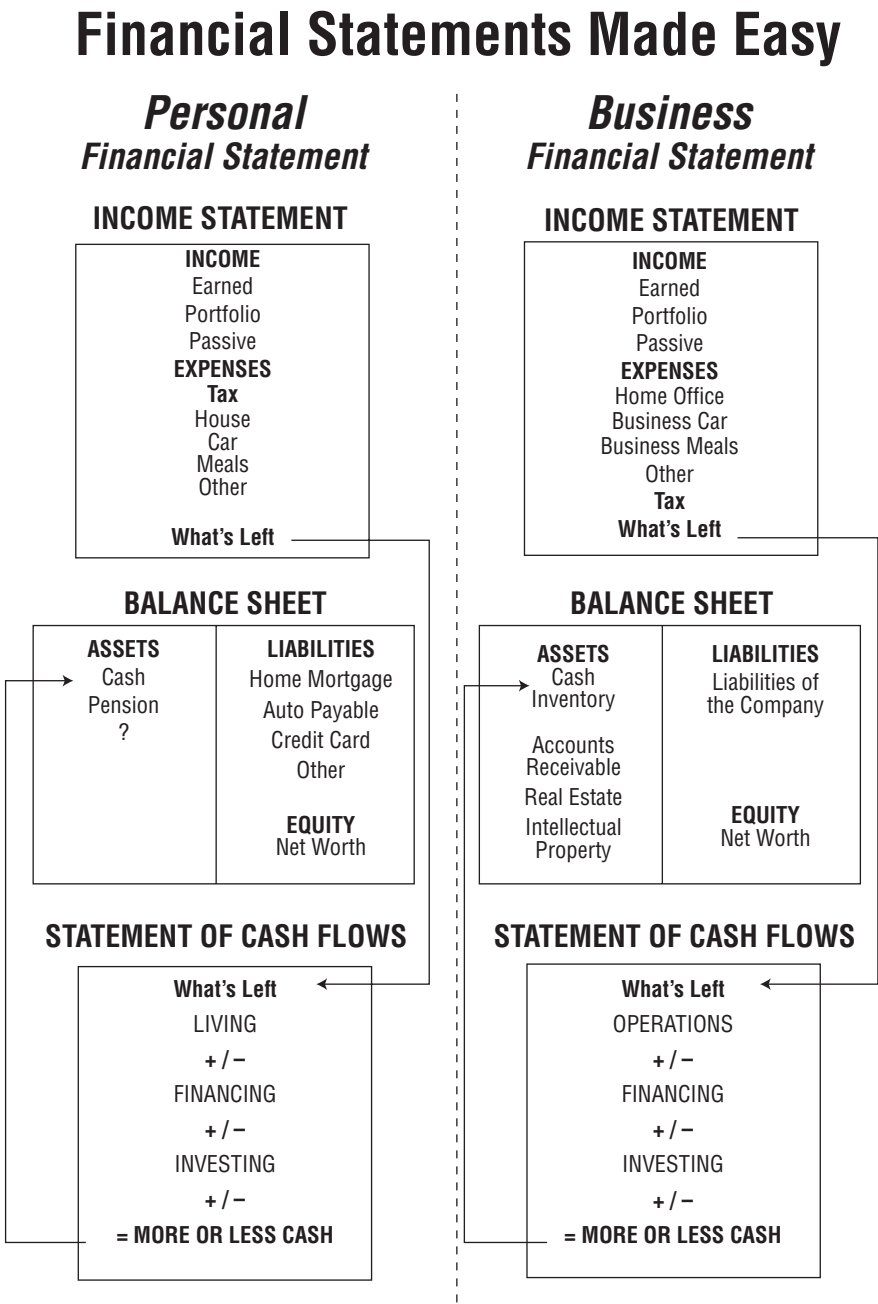 Financial Statements Made Easy
Personal
Financial Statement
INCOME STATEMENT
INCOME
Earned
Portfolio
Passive
EXPENSES
Tax
House
Car
Meals
Other
What's Left
BALANCE SHEET
ASSETS
Cash
Pension
?
LIABILITIES
Home Mortgage
Auto Payable
Credit Card
Other
EQUITY
Net Worth
STATEMENT OF CASH FLOWS
What's Left
LIVING
+ / –
FINANCING
+ / –
INVESTING
+ / –
= MORE OR LESS CASH
Business
Financial Statement
INCOME STATEMENT
INCOME
Earned
Portfolio
Passive
EXPENSES
Home Office
Business Car
Business Meals
Other
Tax
What's Left
BALANCE SHEET
ASSETS
Cash
Inventory
Accounts
Receivable
Real Estate
Intellectual
Property
LIABILITIES
Liabilities of
the Company
EQUITY
Net Worth
STATEMENT OF CASH FLOWS
What's Left
OPERATIONS
+ / –
FINANCING
+ / –
INVESTING
+ / –
= MORE OR LESS CASH